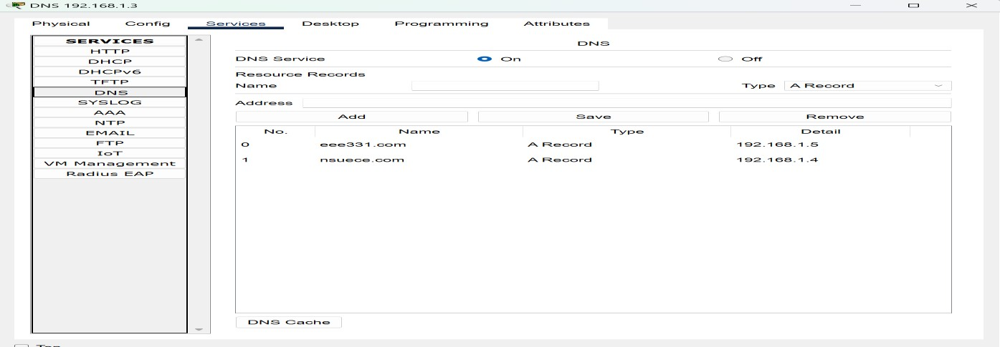 DNS 192.168.1.3
Physical Config Services Desktop Programming Attributes
SERVICES
HTTP
DHCP
DHCPv6
TFTP
DNS
SYSLOG
AAA
NTP
EMAIL
FTP
IoT
VM Management
Radius EAP
DNS
DNS Service On Off
Resource Records
Name Type A Record
Address
Add Save Remove
No. Name Type Detail
0 eee331.com A Record 192.168.1.5
1 nsuece.com A Record 192.168.1.4
DNS Cache
Top